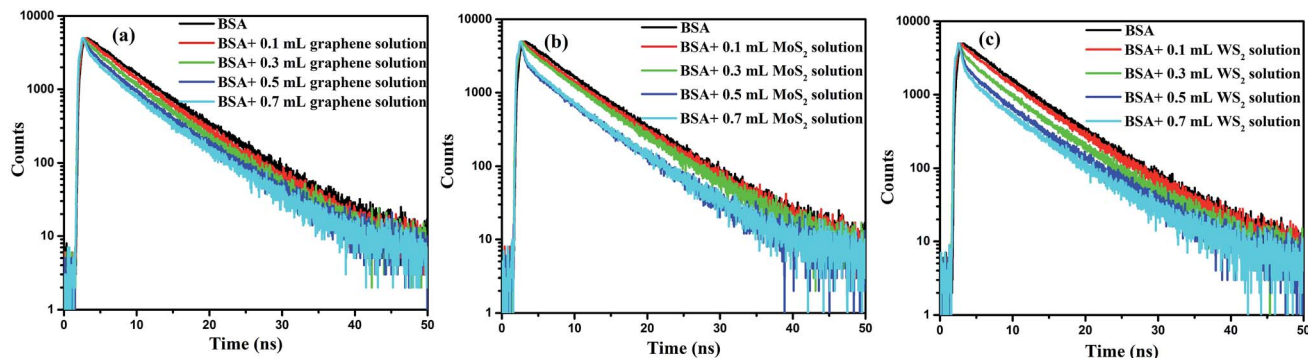 (a)
BSA
BSA+ 0.1 mL graphene solution
BSA+ 0.3 mL graphene solution
BSA+ 0.5 mL graphene solution
BSA+ 0.7 mL graphene solution
10000
1000
100
10
1
Counts
0 10 20 30 40 50
Time (ns)
(b)
BSA
BSA+ 0.1 mL MoS₂ solution
BSA+ 0.3 mL MoS₂ solution
BSA+ 0.5 mL MoS₂ solution
BSA+ 0.7 mL MoS₂ solution
10000
1000
100
10
1
Counts
0 10 20 30 40 50
Time (ns)
(c)
BSA
BSA+ 0.1 mL WS₂ solution
BSA+ 0.3 mL WS₂ solution
BSA+ 0.5 mL WS₂ solution
BSA+ 0.7 mL WS₂ solution
10000
1000
100
10
1
Counts
0 10 20 30 40 50
Time (ns)